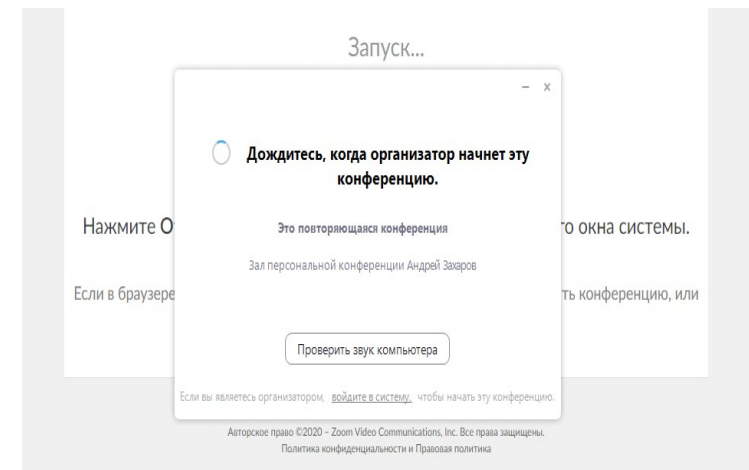 Запуск...
– x
Дождитесь, когда организатор начнет эту
конференцию.
Нажмите О
Это повторяющаяся конференция
го окна системы.
Зал персональной конференции Андрей Захаров
Если в браузере
ть конференцию, или
Проверить звук компьютера
Если вы являетесь организатором, войдите в систему, чтобы начать эту конференцию.
Авторское право ©2020 – Zoom Video Communications, Inc. Все права защищены.
Политика конфиденциальности и Правовая политика